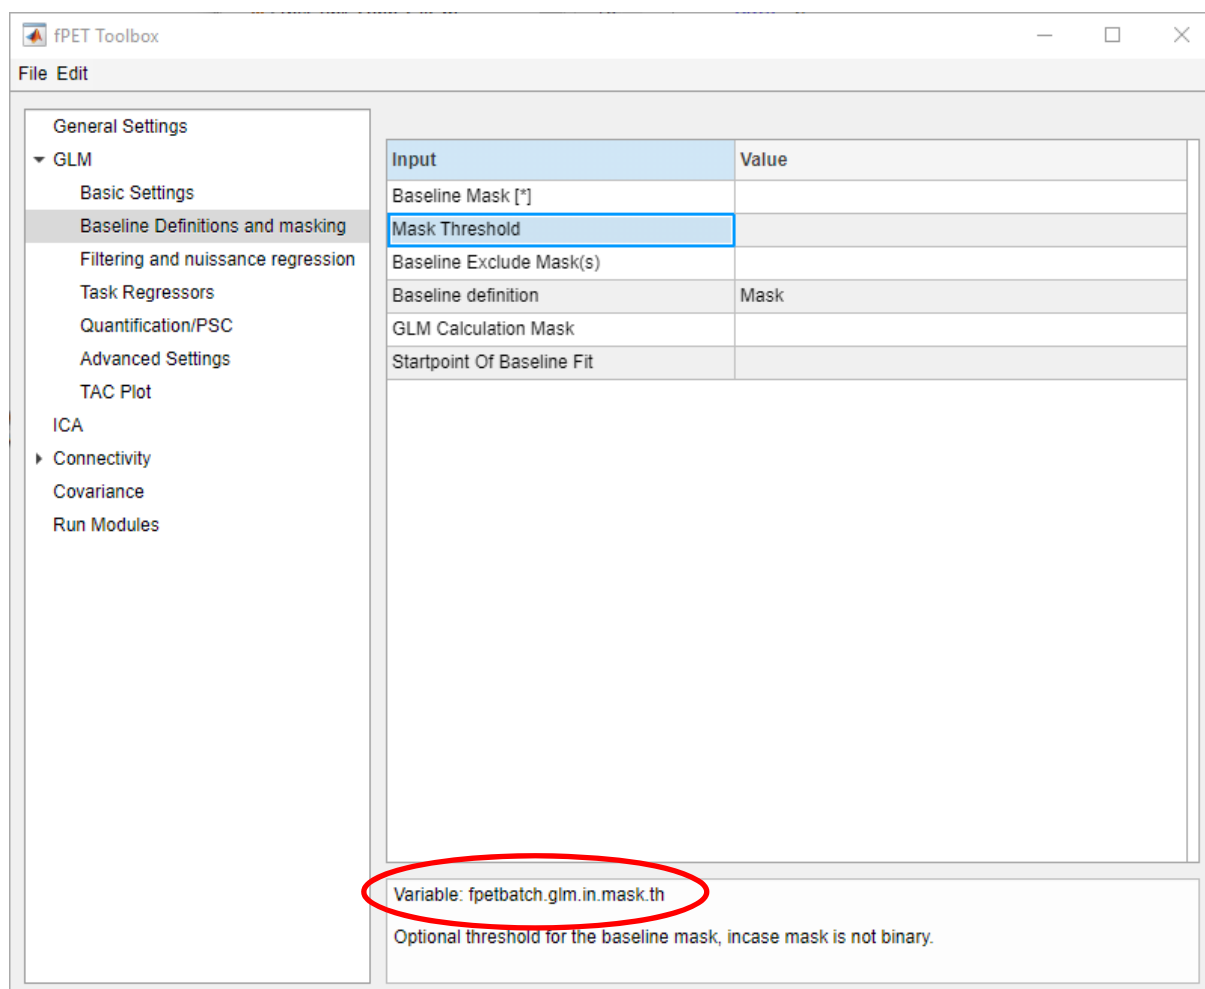 fPET Toolbox
File Edit
General Settings
GLM
Basic Settings
Baseline Definitions and masking
Filtering and nuissance regression
Task Regressors
Quantification/PSC
Advanced Settings
TAC Plot
ICA
Connectivity
Covariance
Run Modules
Input Value
Baseline Mask [*]
Mask Threshold
Baseline Exclude Mask(s)
Baseline definition Mask
GLM Calculation Mask
Startpoint Of Baseline Fit
Variable: fpetbatch.glm.in.mask.th
Optional threshold for the baseline mask, incase mask is not binary.